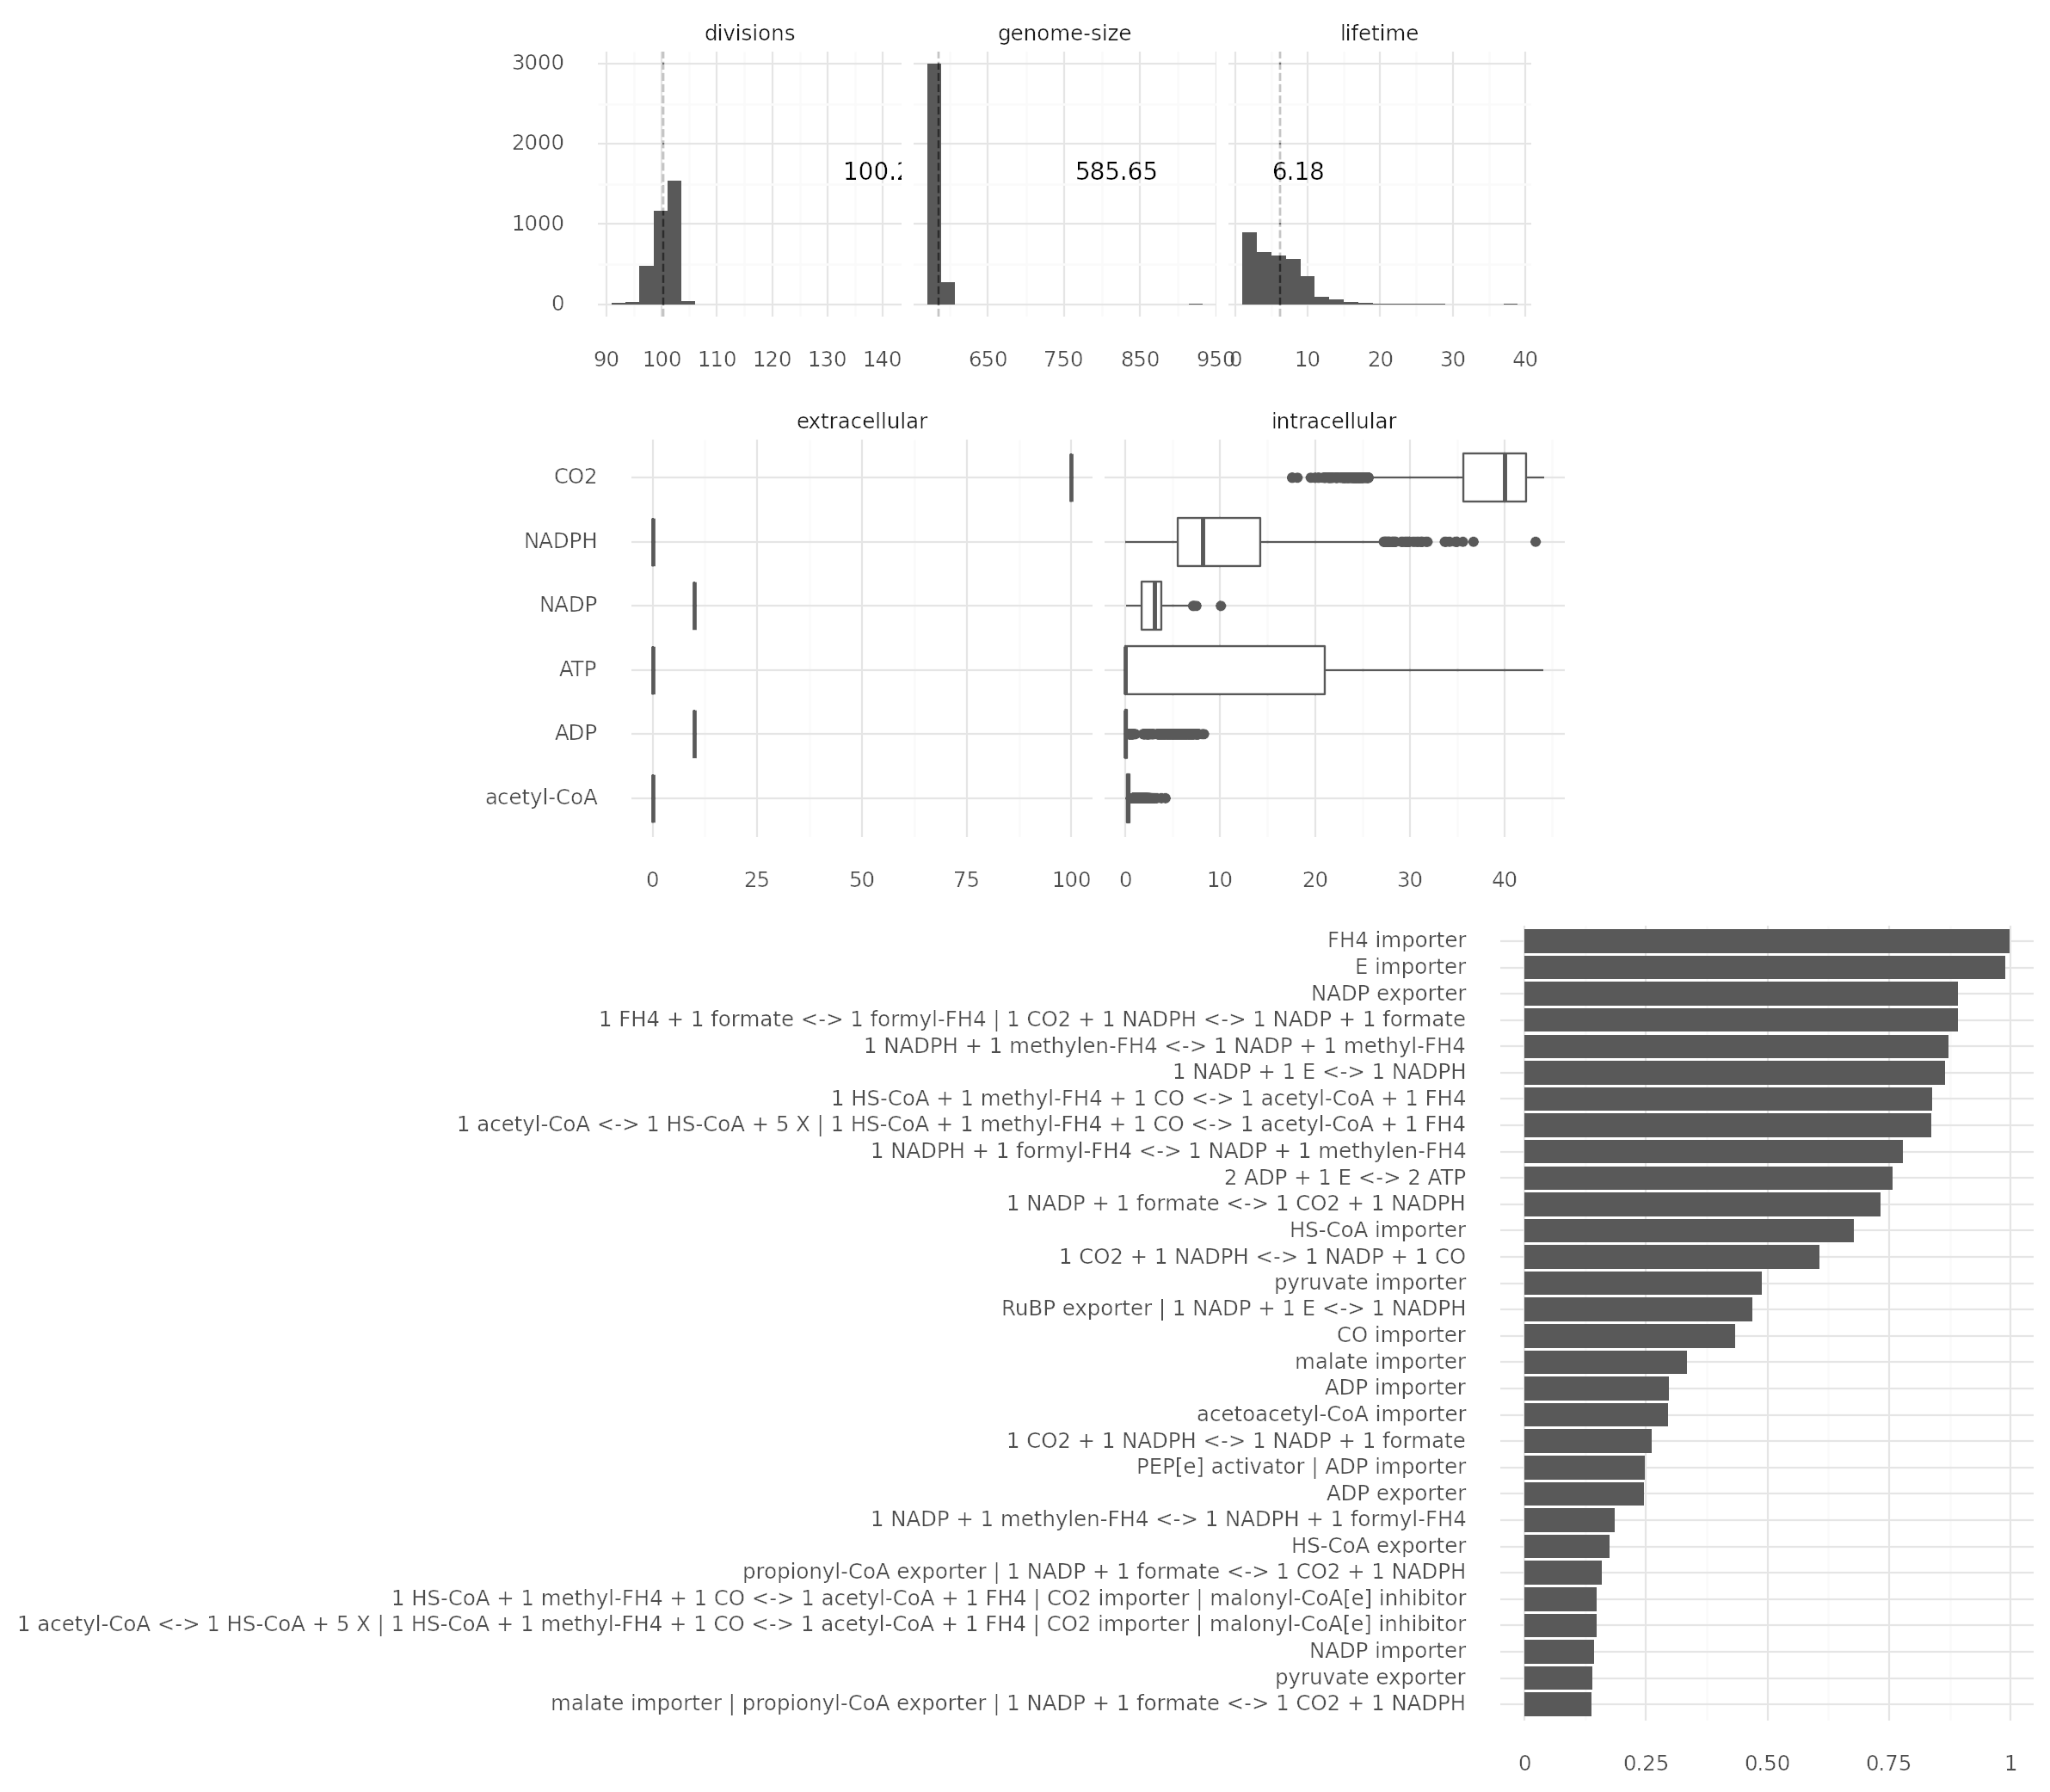 divisions genome-size lifetime
3000
2000
100.2 585.65 6.18
1000
0
90 100 110 120 130 140 650 750 850 950 0 10 20 30 40
extracellular intracellular
CO2
NADPH
NADP
ATP
ADP
acetyl-CoA
0 25 50 75 100 0 10 20 30 40
FH4 importer
E importer
NADP exporter
1 FH4 + 1 formate <-> 1 formyl-FH4 | 1 CO2 + 1 NADPH <-> 1 NADP + 1 formate
1 NADPH + 1 methylen-FH4 <-> 1 NADP + 1 methyl-FH4
1 NADP + 1 E <-> 1 NADPH
1 HS-CoA + 1 methyl-FH4 + 1 CO <-> 1 acetyl-CoA + 1 FH4
1 acetyl-CoA <-> 1 HS-CoA + 5 X | 1 HS-CoA + 1 methyl-FH4 + 1 CO <-> 1 acetyl-CoA + 1 FH4
1 NADPH + 1 formyl-FH4 <-> 1 NADP + 1 methylen-FH4
2 ADP + 1 E <-> 2 ATP
1 NADP + 1 formate <-> 1 CO2 + 1 NADPH
HS-CoA importer
1 CO2 + 1 NADPH <-> 1 NADP + 1 CO
pyruvate importer
RuBP exporter | 1 NADP + 1 E <-> 1 NADPH
CO importer
malate importer
ADP importer
acetoacetyl-CoA importer
1 CO2 + 1 NADPH <-> 1 NADP + 1 formate
PEP[e] activator | ADP importer
ADP exporter
1 NADP + 1 methylen-FH4 <-> 1 NADPH + 1 formyl-FH4
HS-CoA exporter
propionyl-CoA exporter | 1 NADP + 1 formate <-> 1 CO2 + 1 NADPH
1 HS-CoA + 1 methyl-FH4 + 1 CO <-> 1 acetyl-CoA + 1 FH4 | CO2 importer | malonyl-CoA[e] inhibitor
1 acetyl-CoA <-> 1 HS-CoA + 5 X | 1 HS-CoA + 1 methyl-FH4 + 1 CO <-> 1 acetyl-CoA + 1 FH4 | CO2 importer | malonyl-CoA[e] inhibitor
NADP importer
pyruvate exporter
malate importer | propionyl-CoA exporter | 1 NADP + 1 formate <-> 1 CO2 + 1 NADPH
0 0.25 0.50 0.75 1